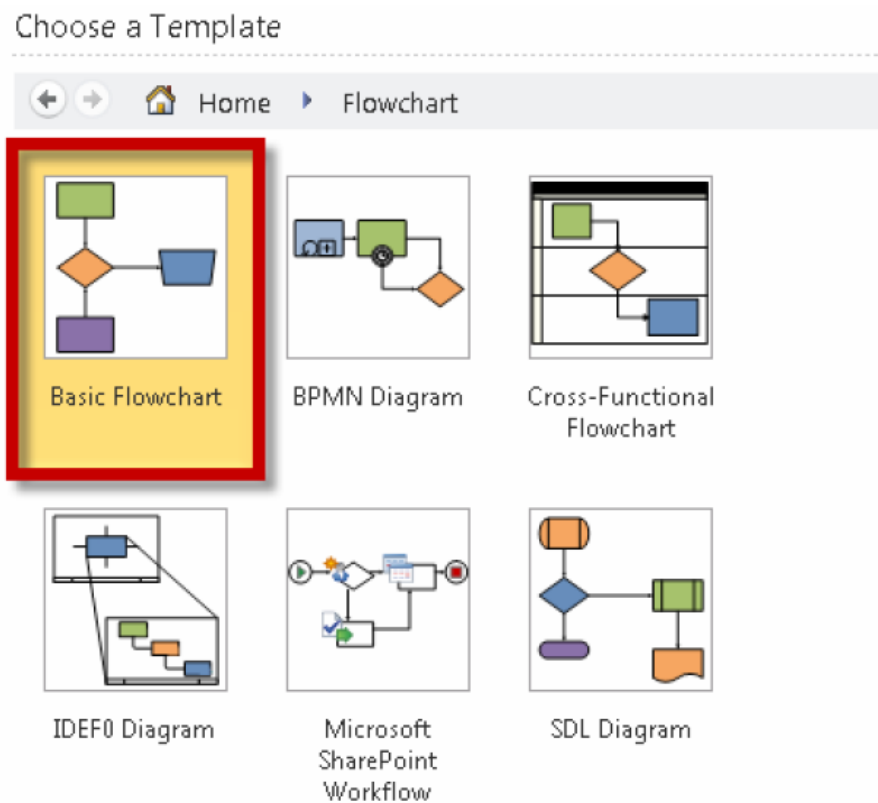 Choose a Template
Home Flowchart
Basic Flowchart
BPMN Diagram
Cross-Functional
Flowchart
IDEF0 Diagram
Microsoft
SharePoint
Workflow
SDL Diagram